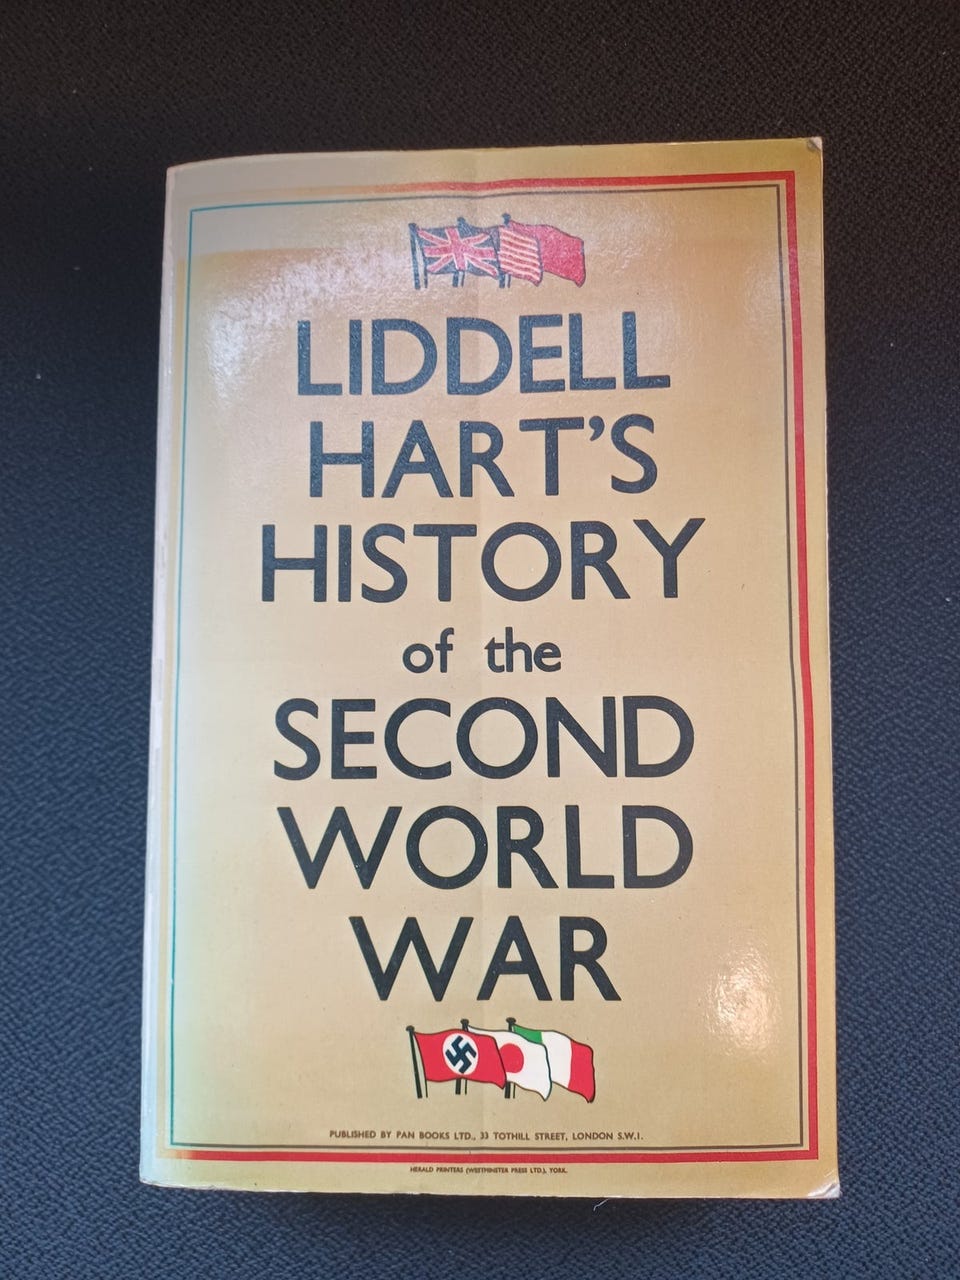 LIDDELL
HART'S
HISTORY
of the
SECOND
WORLD
WAR
PUBLISHED BY PAN BOOKS LTD., 33 TOTHILL STREET, LONDON S.W.1.
HERALD PRINTERS (WESTMINSTER PRESS LTD.), YORK.